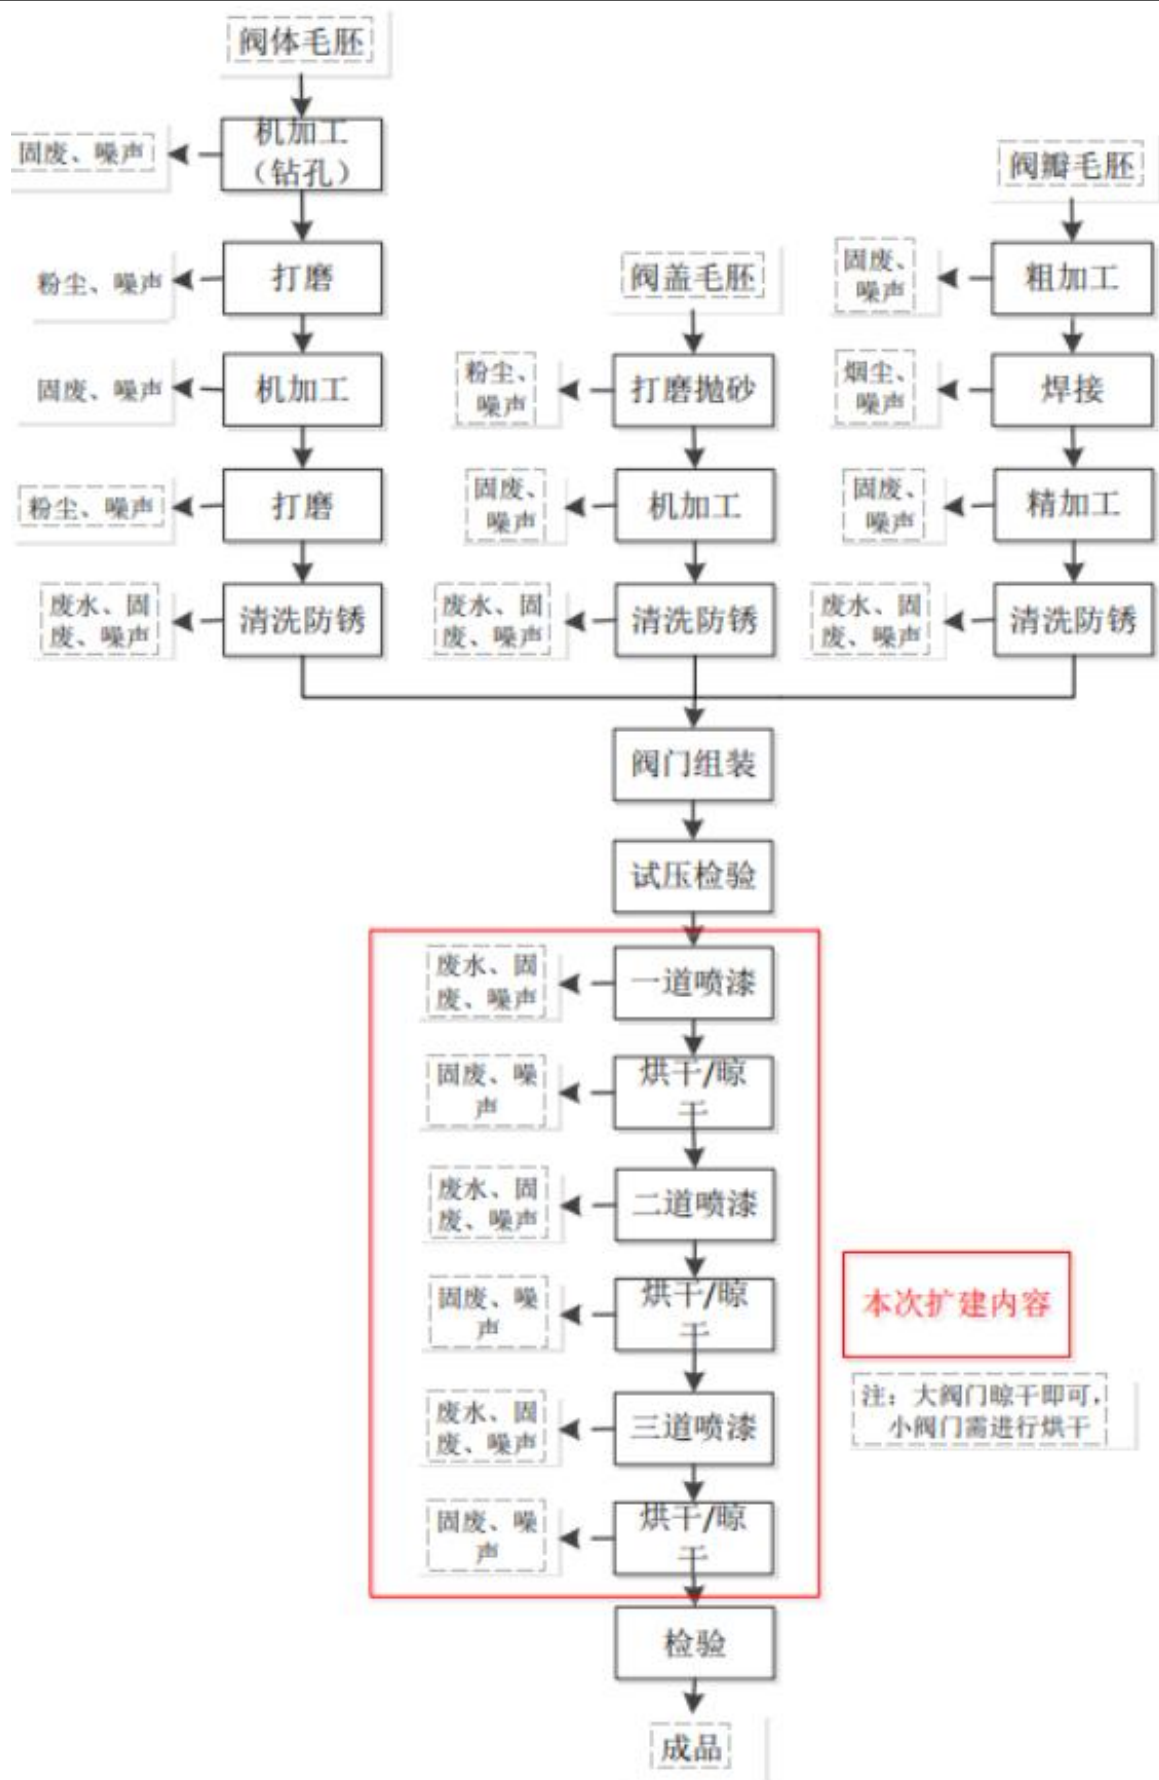 阀体毛胚
固废、噪声
机加工
（钻孔）
粉尘、噪声
打磨
固废、噪声
机加工
粉尘、噪声
打磨
废水、固
废、噪声
清洗防锈
阀盖毛胚
粉尘、
噪声
打磨抛砂
固废、
噪声
机加工
废水、固
废、噪声
清洗防锈
阀瓣毛胚
固废、
噪声
粗加工
烟尘、
噪声
焊接
固废、
噪声
精加工
废水、固
废、噪声
清洗防锈
阀门组装
试压检验
废水、固
废、噪声
一道喷漆
固废、噪
声
烘干/晾
干
废水、固
废、噪声
二道喷漆
固废、噪
声
烘干/晾
干
废水、固
废、噪声
三道喷漆
固废、噪
声
烘干/晾
干
本次扩建内容
注：大阀门晾干即可，
小阀门需进行烘干
检验
成品